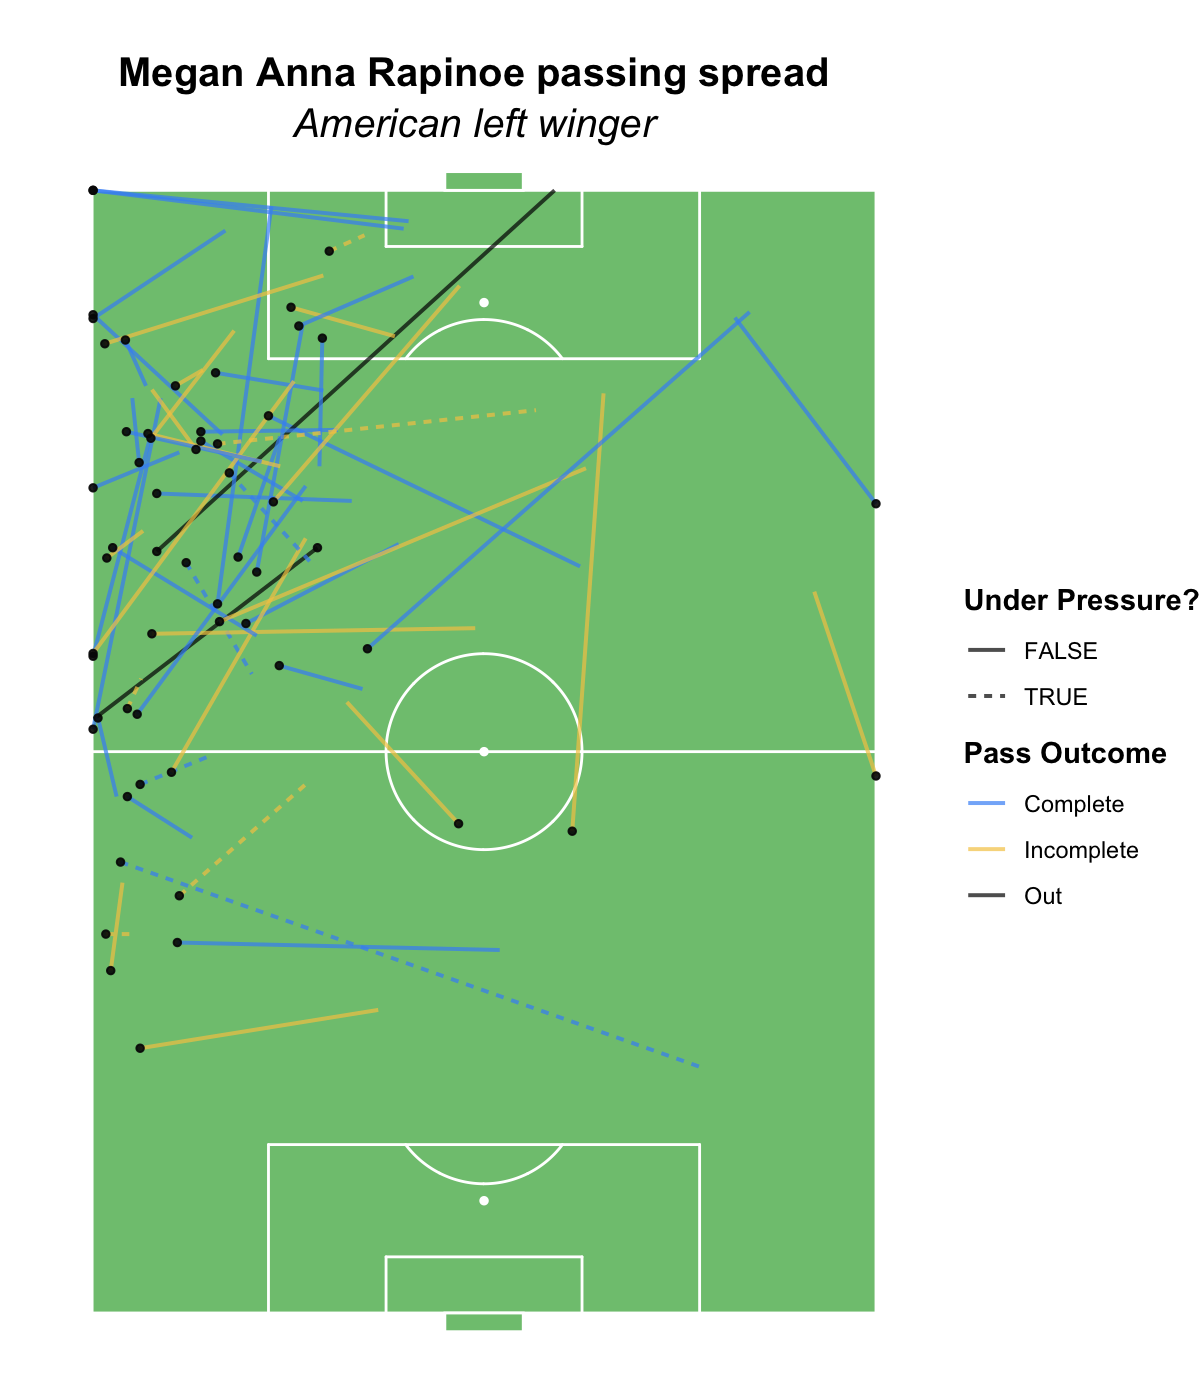 Megan Anna Rapinoe passing spread
American left winger
Under Pressure?
FALSE
TRUE
Pass Outcome
Complete
Incomplete
Out